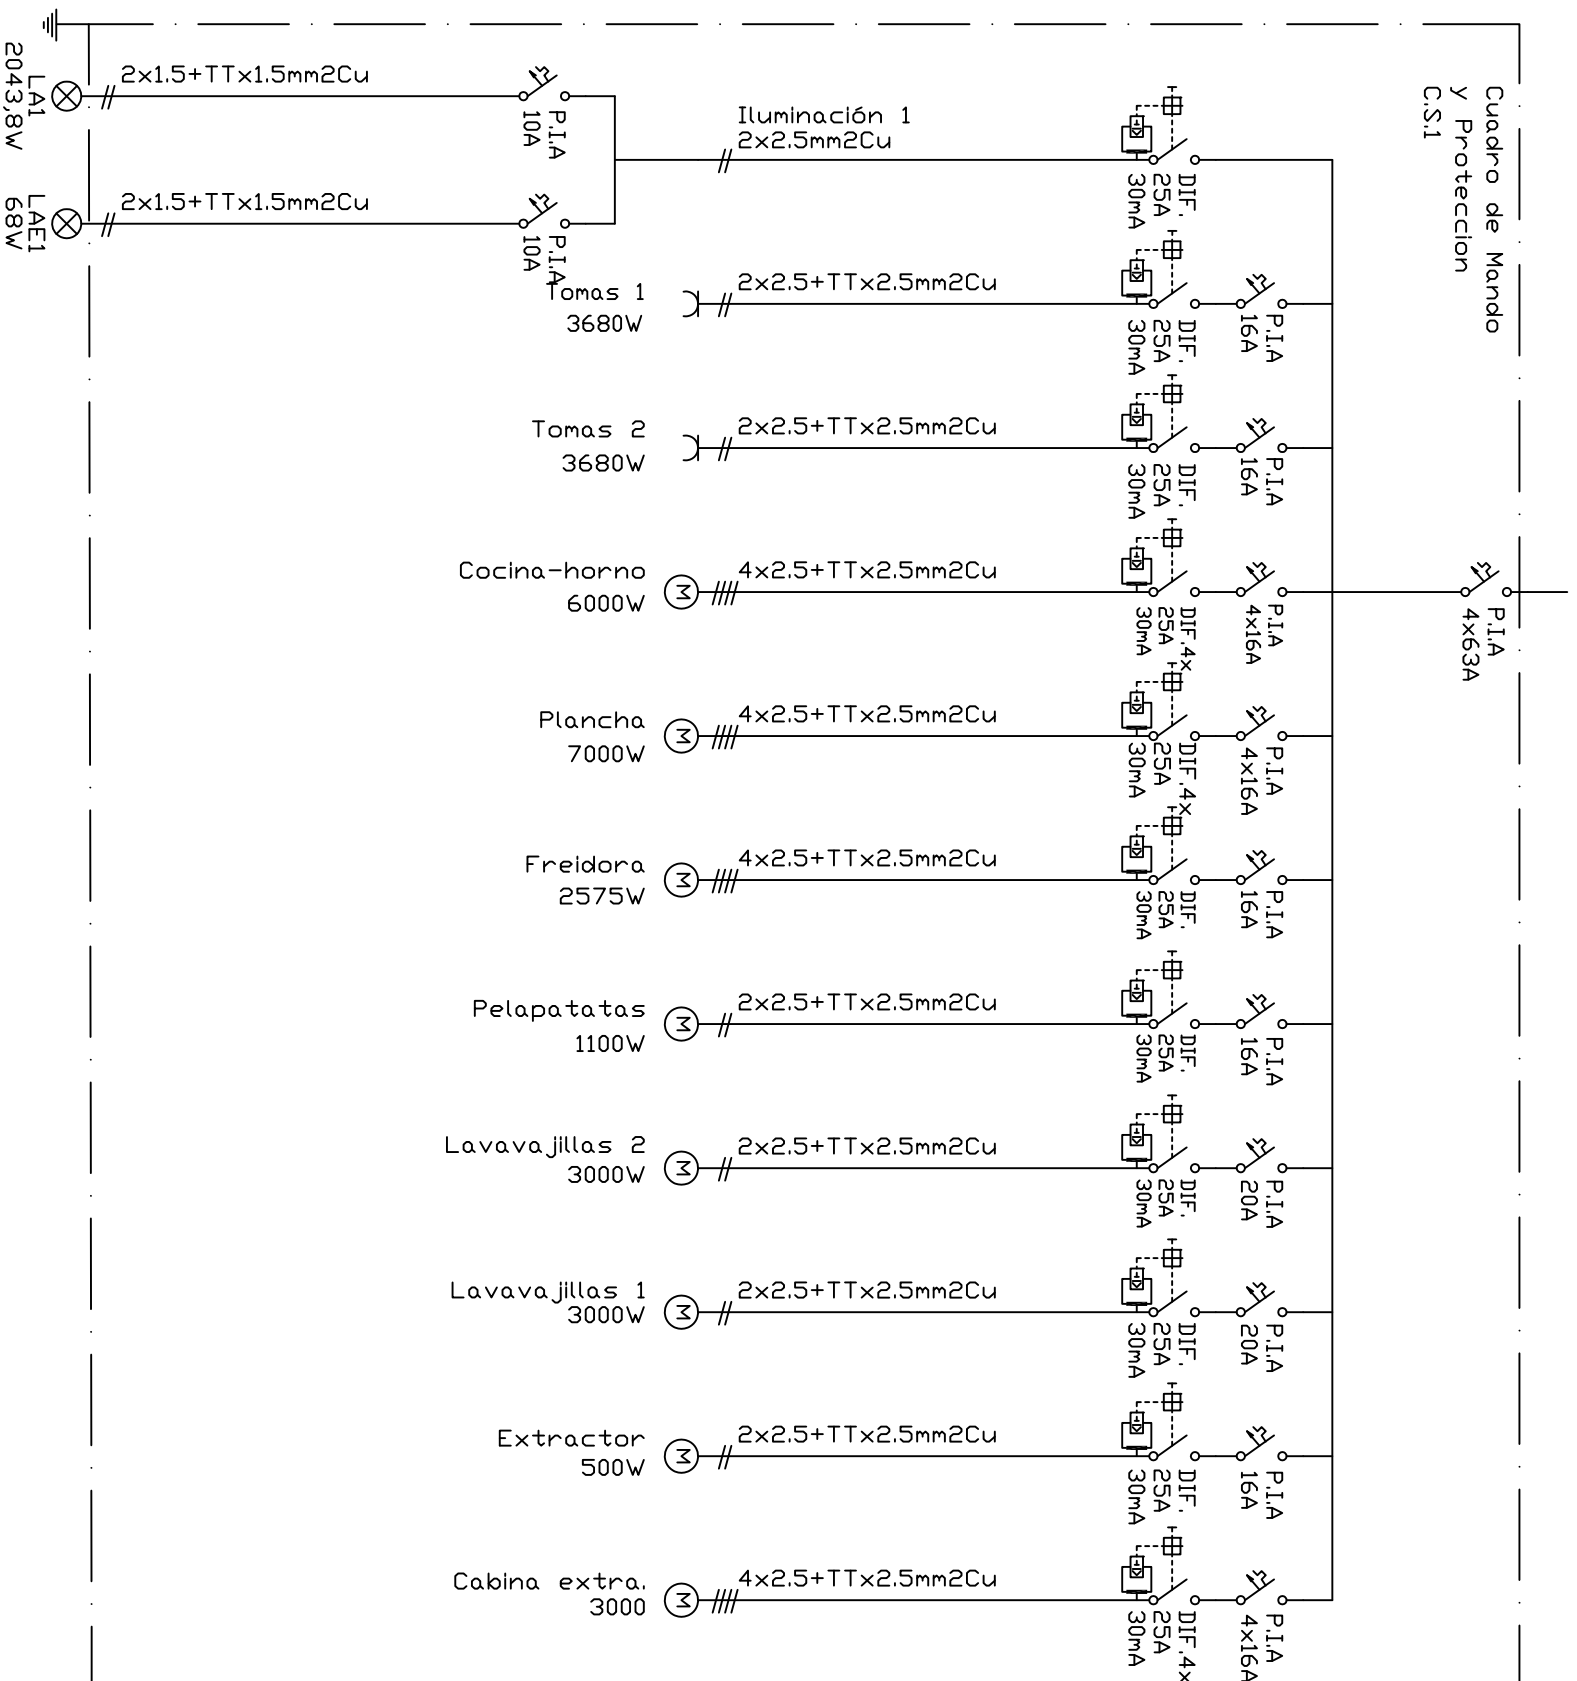 Cuadro de Mando
y Proteccion
C.S.1
P.I.A
4x63A
Iluminación 1
2x2.5mm2Cu
DIF.
25A
30mA
2x1.5+TTx1.5mm2Cu
P.I.A
10A
LA1
2043,8W
2x1.5+TTx1.5mm2Cu
P.I.A
10A
LAE1
68W
Tomas 1
3680W
2x2.5+TTx2.5mm2Cu
DIF.
25A
30mA
P.I.A
16A
Tomas 2
3680W
2x2.5+TTx2.5mm2Cu
DIF.
25A
30mA
P.I.A
16A
Cocina-horno
6000W
4x2.5+TTx2.5mm2Cu
DIF.4x
25A
30mA
P.I.A
4x16A
Plancha
7000W
4x2.5+TTx2.5mm2Cu
DIF.4x
25A
30mA
P.I.A
4x16A
Freidora
2575W
4x2.5+TTx2.5mm2Cu
DIF.
25A
30mA
P.I.A
16A
Pelapatatas
1100W
2x2.5+TTx2.5mm2Cu
DIF.
25A
30mA
P.I.A
16A
Lavavajillas 2
3000W
2x2.5+TTx2.5mm2Cu
DIF.
25A
30mA
P.I.A
20A
Lavavajillas 1
3000W
2x2.5+TTx2.5mm2Cu
DIF.
25A
30mA
P.I.A
20A
Extractor
500W
2x2.5+TTx2.5mm2Cu
DIF.
25A
30mA
P.I.A
16A
Cabina extra.
3000
4x2.5+TTx2.5mm2Cu
DIF.4x
25A
30mA
P.I.A
4x16A
M
M
M
M
M
M
M
M